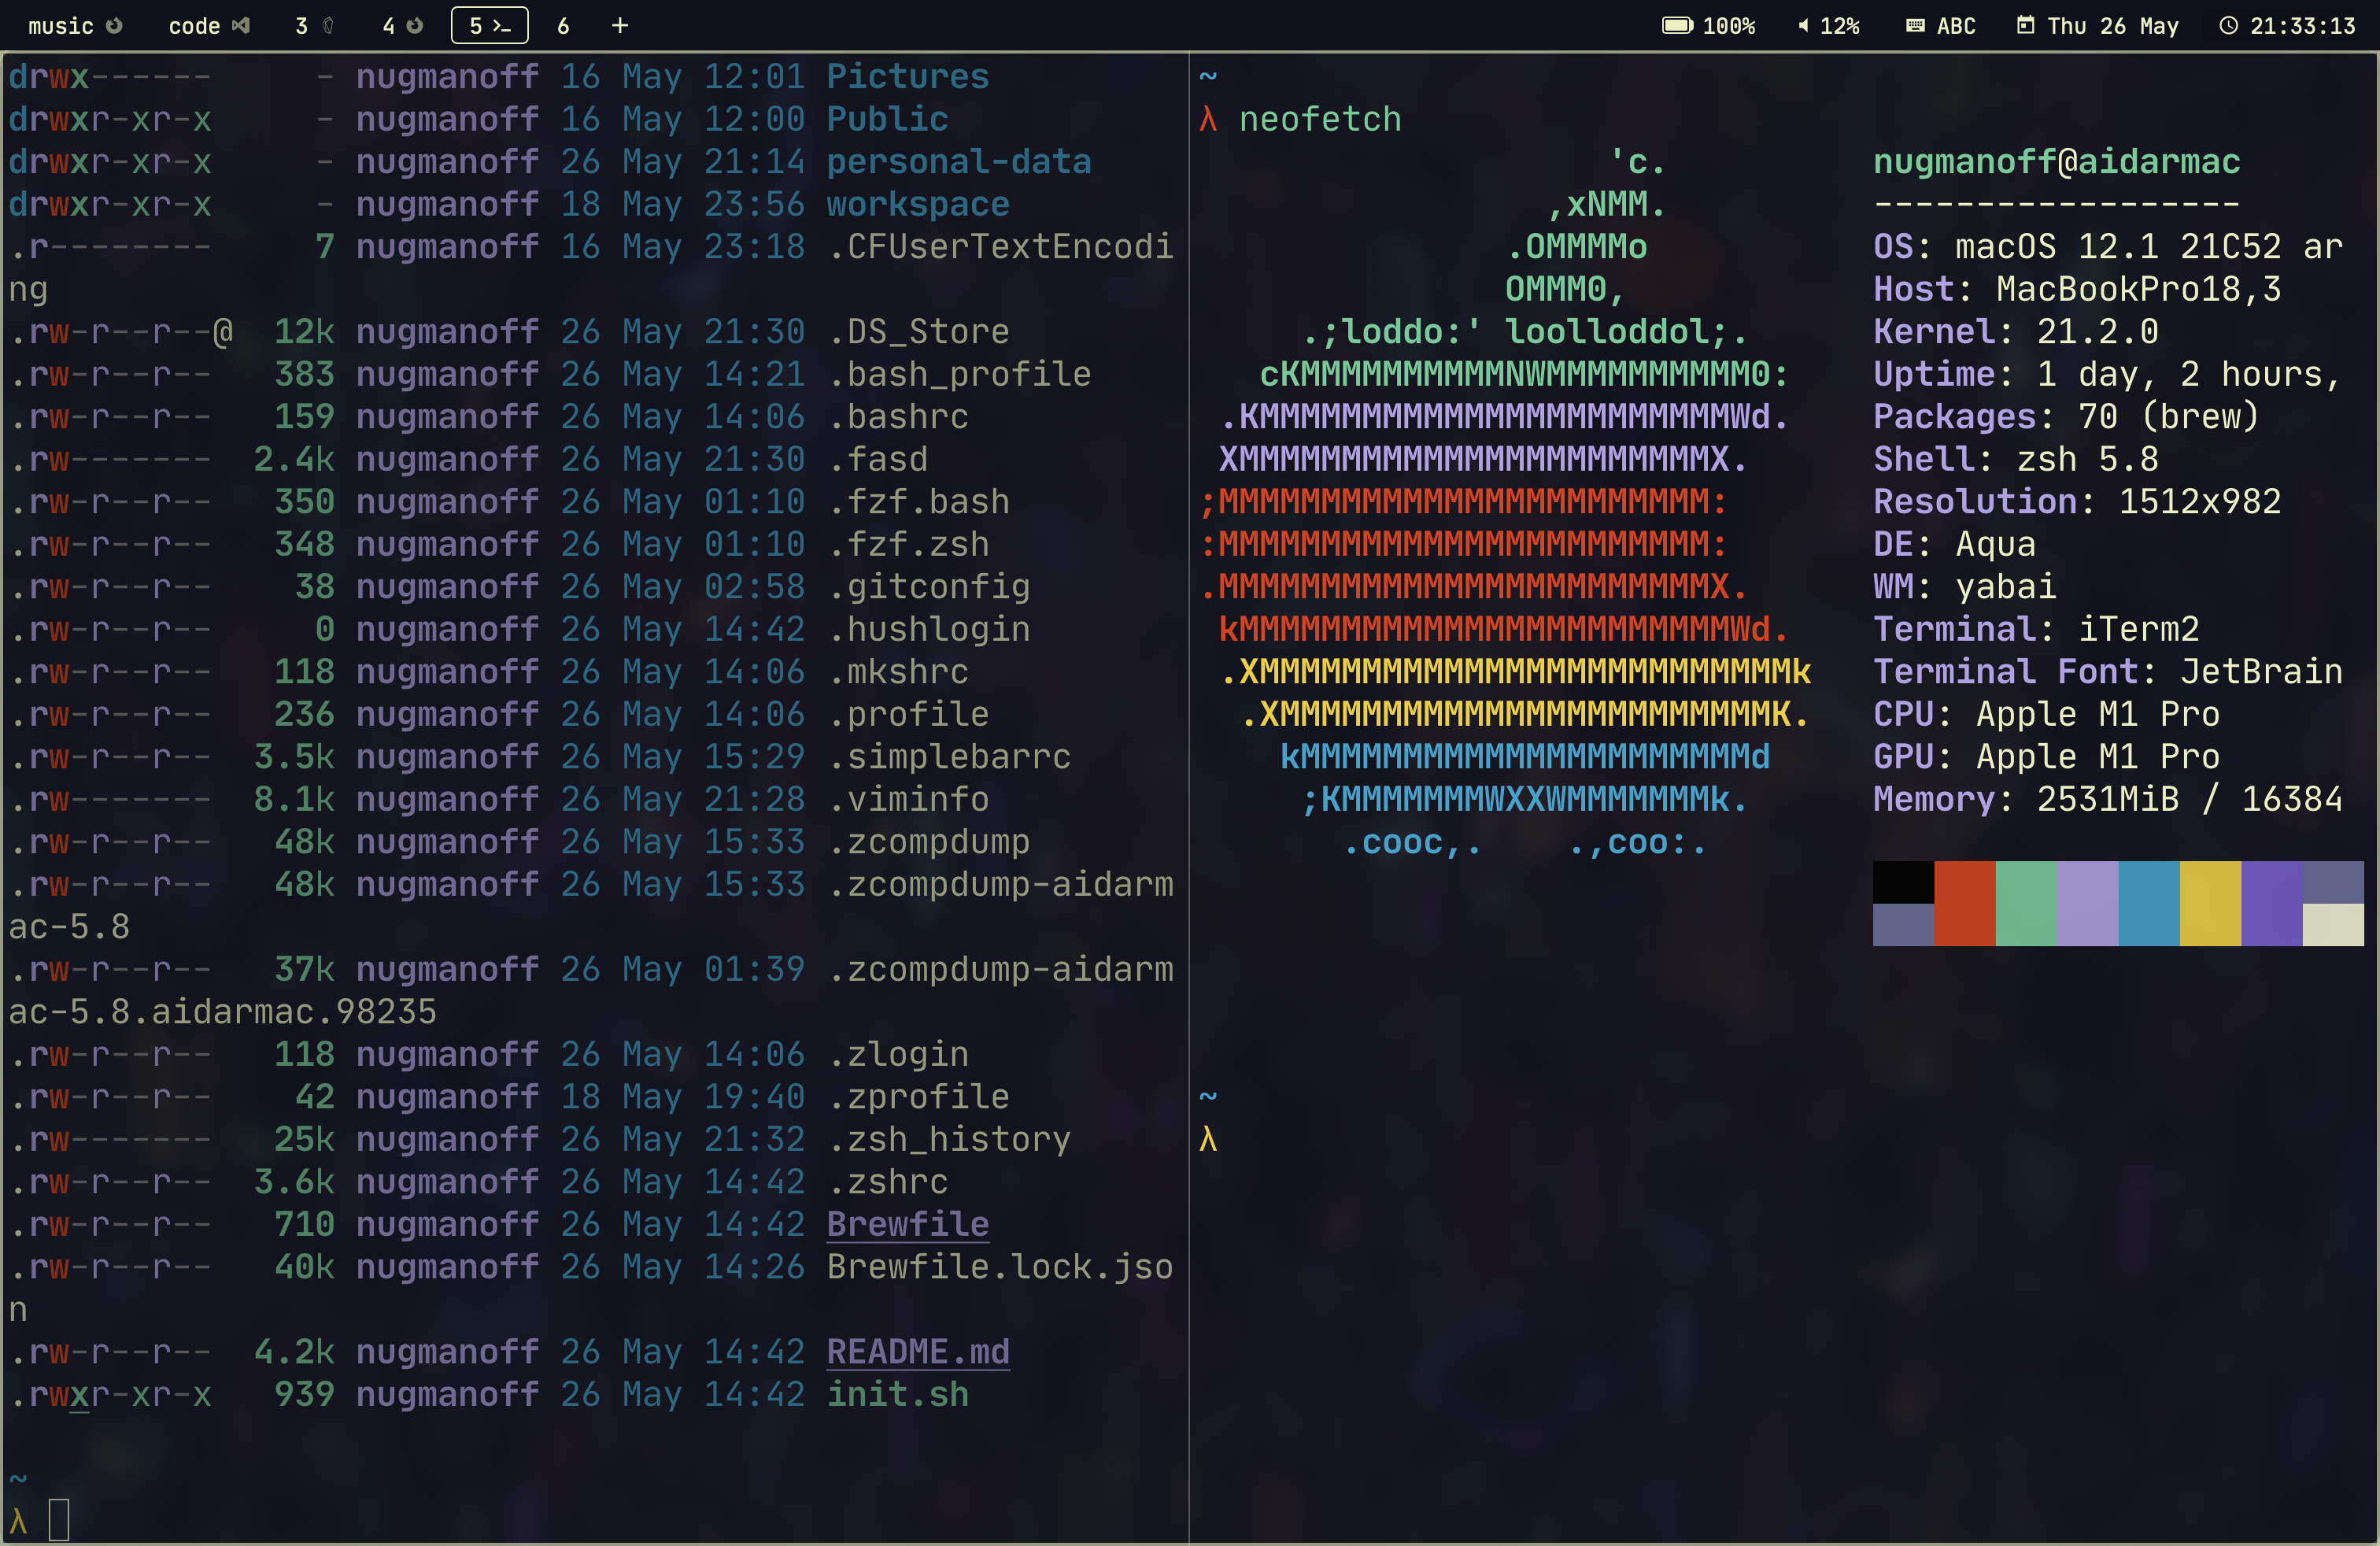 music code 3 4 5 >_ 6 + 100% 12% ABC Thu 26 May 21:33:13
drwx------ - nugmanoff 16 May 12:01 Pictures
drwxr-xr-x - nugmanoff 16 May 12:00 Public
drwxr-xr-x - nugmanoff 26 May 21:14 personal-data
drwxr-xr-x - nugmanoff 18 May 23:56 workspace
.r-------- 7 nugmanoff 16 May 23:18 .CFUserTextEncodi
ng
.rw-r--r--@ 12k nugmanoff 26 May 21:30 .DS_Store
.rw-r--r-- 383 nugmanoff 26 May 14:21 .bash_profile
.rw-r--r-- 159 nugmanoff 26 May 14:06 .bashrc
.rw------- 2.4k nugmanoff 26 May 21:30 .fasd
.rw-r--r-- 350 nugmanoff 26 May 01:10 .fzf.bash
.rw-r--r-- 348 nugmanoff 26 May 01:10 .fzf.zsh
.rw-r--r-- 38 nugmanoff 26 May 02:58 .gitconfig
.rw-r--r-- 0 nugmanoff 26 May 14:42 .hushlogin
.rw-r--r-- 118 nugmanoff 26 May 14:06 .mkshrc
.rw-r--r-- 236 nugmanoff 26 May 14:06 .profile
.rw-r--r-- 3.5k nugmanoff 26 May 15:29 .simplebarrc
.rw------- 8.1k nugmanoff 26 May 21:28 .viminfo
.rw-r--r-- 48k nugmanoff 26 May 15:33 .zcompdump
.rw-r--r-- 48k nugmanoff 26 May 15:33 .zcompdump-aidarm
ac-5.8
.rw-r--r-- 37k nugmanoff 26 May 01:39 .zcompdump-aidarm
ac-5.8.aidarmac.98235
.rw-r--r-- 118 nugmanoff 26 May 14:06 .zlogin
.rw-r--r-- 42 nugmanoff 18 May 19:40 .zprofile
.rw------- 25k nugmanoff 26 May 21:32 .zsh_history
.rw-r--r-- 3.6k nugmanoff 26 May 14:42 .zshrc
.rw-r--r-- 710 nugmanoff 26 May 14:42 Brewfile
.rw-r--r-- 40k nugmanoff 26 May 14:26 Brewfile.lock.jso
n
.rw-r--r-- 4.2k nugmanoff 26 May 14:42 README.md
.rwxr-xr-x 939 nugmanoff 26 May 14:42 init.sh
~
λ
~
λ neofetch
'c.
,xNMM.
.OMMMMo
OMMM0,
.;loddo:' loolloddol;.
cKMMMMMMMMMMNWMMMMMMMMMM0:
.KMMMMMMMMMMMMMMMMMMMMMMMWd.
XMMMMMMMMMMMMMMMMMMMMMMMX.
;MMMMMMMMMMMMMMMMMMMMMMMM:
:MMMMMMMMMMMMMMMMMMMMMMMM:
.MMMMMMMMMMMMMMMMMMMMMMMMX.
kMMMMMMMMMMMMMMMMMMMMMMMMWd.
.XMMMMMMMMMMMMMMMMMMMMMMMMMMk
.XMMMMMMMMMMMMMMMMMMMMMMMMK.
kMMMMMMMMMMMMMMMMMMMMMMd
;KMMMMMMMWXXWMMMMMMMk.
.cooc,. .,coo:.
nugmanoff@aidarmac
------------------
OS: macOS 12.1 21C52 ar
Host: MacBookPro18,3
Kernel: 21.2.0
Uptime: 1 day, 2 hours,
Packages: 70 (brew)
Shell: zsh 5.8
Resolution: 1512x982
DE: Aqua
WM: yabai
Terminal: iTerm2
Terminal Font: JetBrain
CPU: Apple M1 Pro
GPU: Apple M1 Pro
Memory: 2531MiB / 16384
~
λ